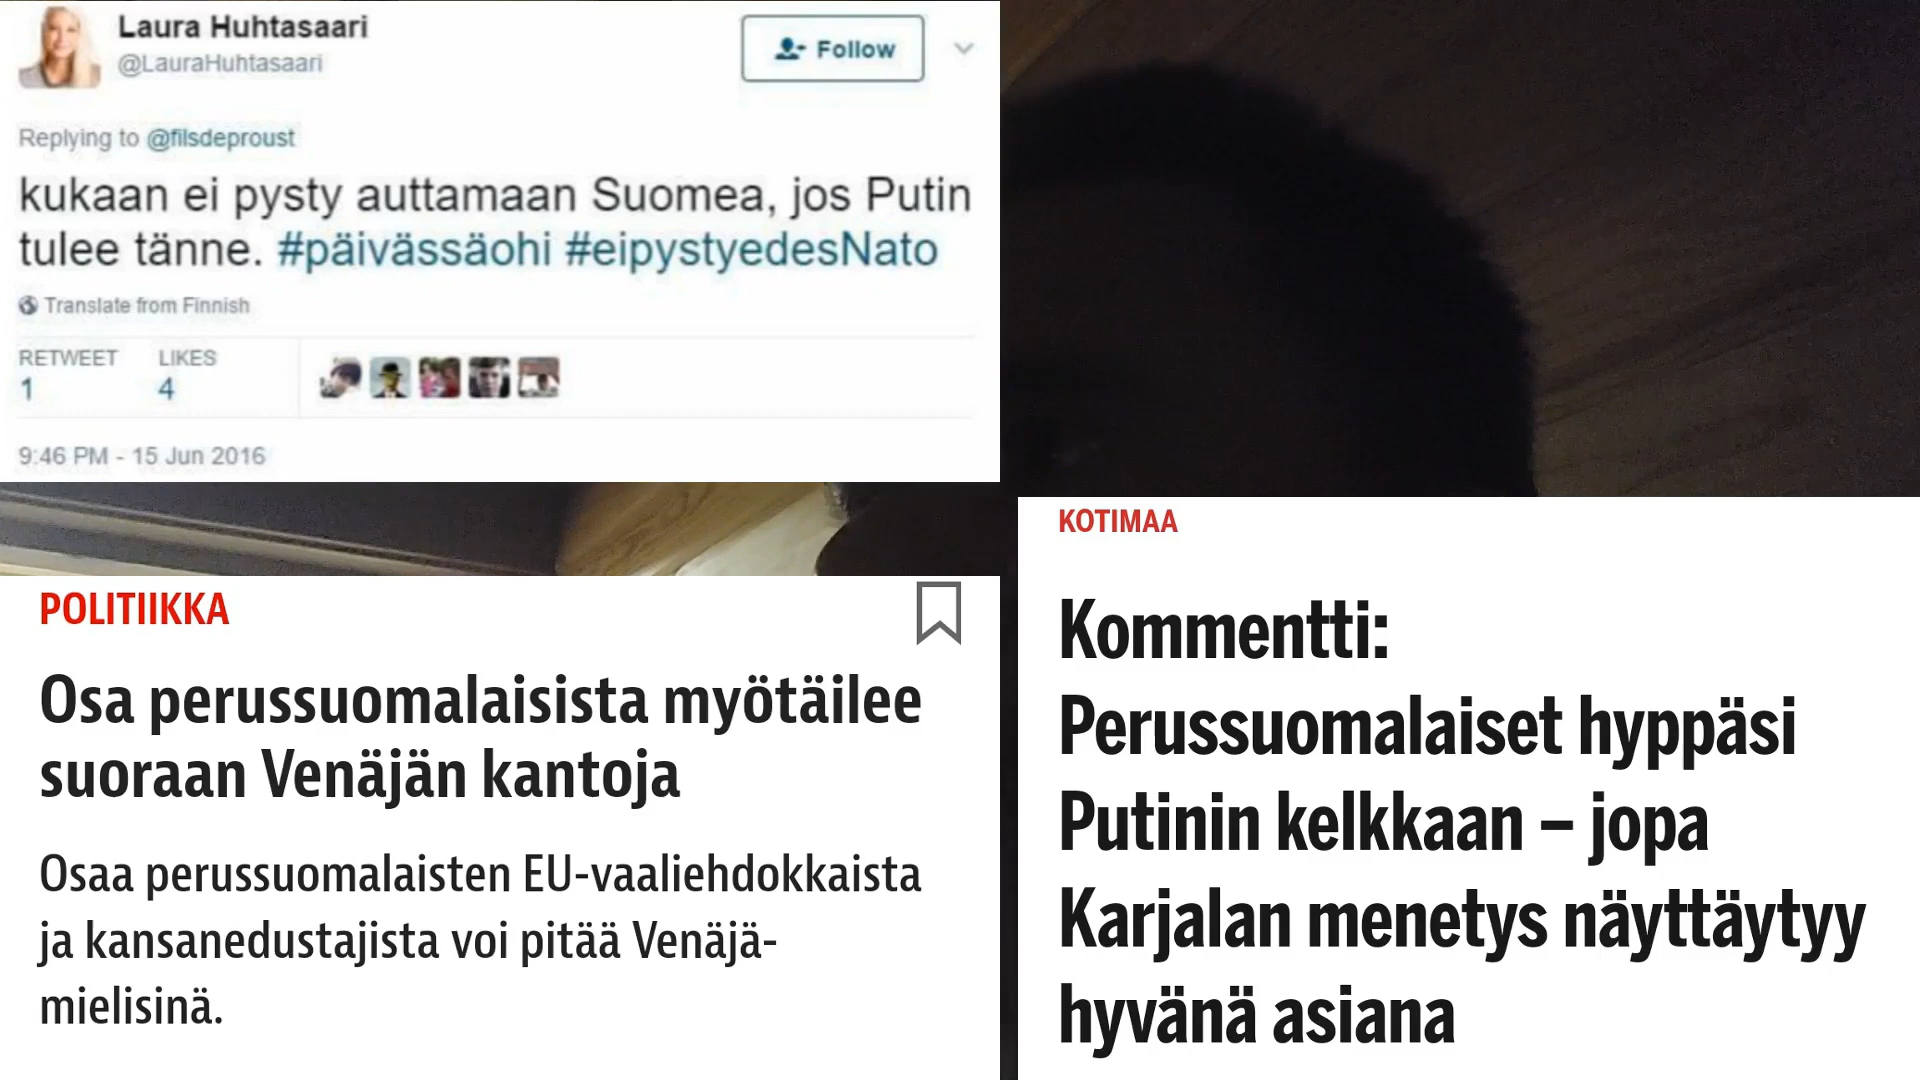 Laura Huhtasaari
@LauraHuhtasaari
Follow
Replying to @filsdeproust
kukaan ei pysty auttamaan Suomea, jos Putin
tulee tänne. #päivässäohi #eipystyedesNato
Translate from Finnish
RETWEET LIKES
1 4
9:46 PM - 15 Jun 2016
POLITIIKKA
Osa perussuomalaisista myötäilee
suoraan Venäjän kantoja
Osaa perussuomalaisten EU-vaaliehdokkaista
ja kansanedustajista voi pitää Venäjä-
mielisinä.
KOTIMAA
Kommentti:
Perussuomalaiset hyppäsi
Putinin kelkkaan – jopa
Karjalan menetys näyttäytyy
hyvänä asiana